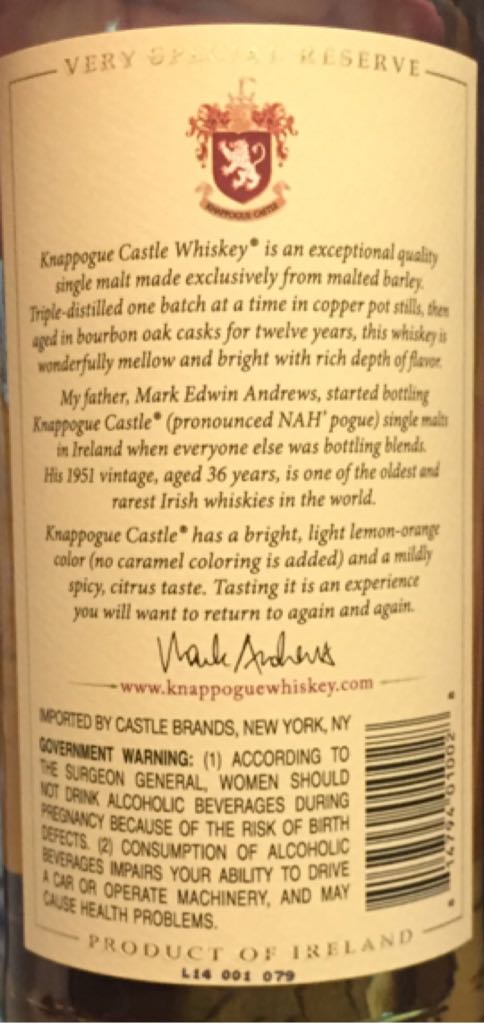 VERY SPECIAL RESERVE
KNAPPOGUE CASTLE
Knappogue Castle Whiskey® is an exceptional quality
single malt made exclusively from malted barley.
Triple-distilled one batch at a time in copper pot stills, then
aged in bourbon oak casks for twelve years, this whiskey is
wonderfully mellow and bright with rich depth of flavor.
My father, Mark Edwin Andrews, started bottling
Knappogue Castle® (pronounced NAH' pogue) single malts
in Ireland when everyone else was bottling blends.
His 1951 vintage, aged 36 years, is one of the oldest and
rarest Irish whiskies in the world.
Knappogue Castle® has a bright, light lemon-orange
color (no caramel coloring is added) and a mildly
spicy, citrus taste. Tasting it is an experience
you will want to return to again and again.
Mark Andrews
www.knappoguewhiskey.com
IMPORTED BY CASTLE BRANDS, NEW YORK, NY
GOVERNMENT WARNING: (1) ACCORDING TO
THE SURGEON GENERAL, WOMEN SHOULD
NOT DRINK ALCOHOLIC BEVERAGES DURING
PREGNANCY BECAUSE OF THE RISK OF BIRTH
DEFECTS. (2) CONSUMPTION OF ALCOHOLIC
BEVERAGES IMPAIRS YOUR ABILITY TO DRIVE
A CAR OR OPERATE MACHINERY, AND MAY
CAUSE HEALTH PROBLEMS.
PRODUCT OF IRELAND
L14 001 079